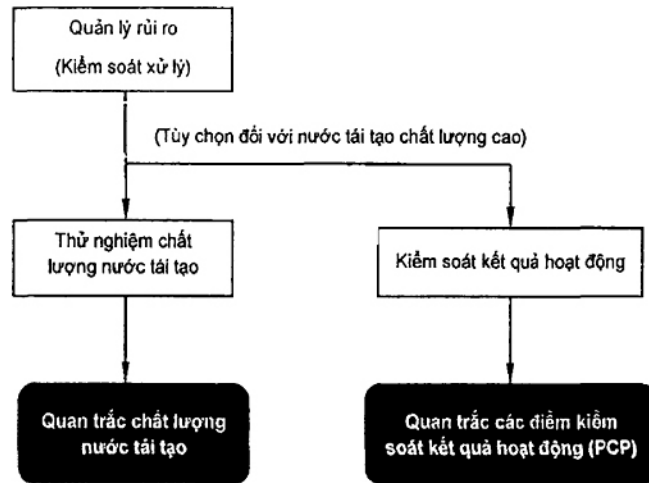 Quản lý rủi ro
(Kiểm soát xử lý)
(Tùy chọn đối với nước tái tạo chất lượng cao)
Thử nghiệm chất
lượng nước tái tạo
Kiểm soát kết quả hoạt động
Quan trắc chất lượng
nước tái tạo
Quan trắc các điểm kiểm
soát kết quả hoạt động (PCP)